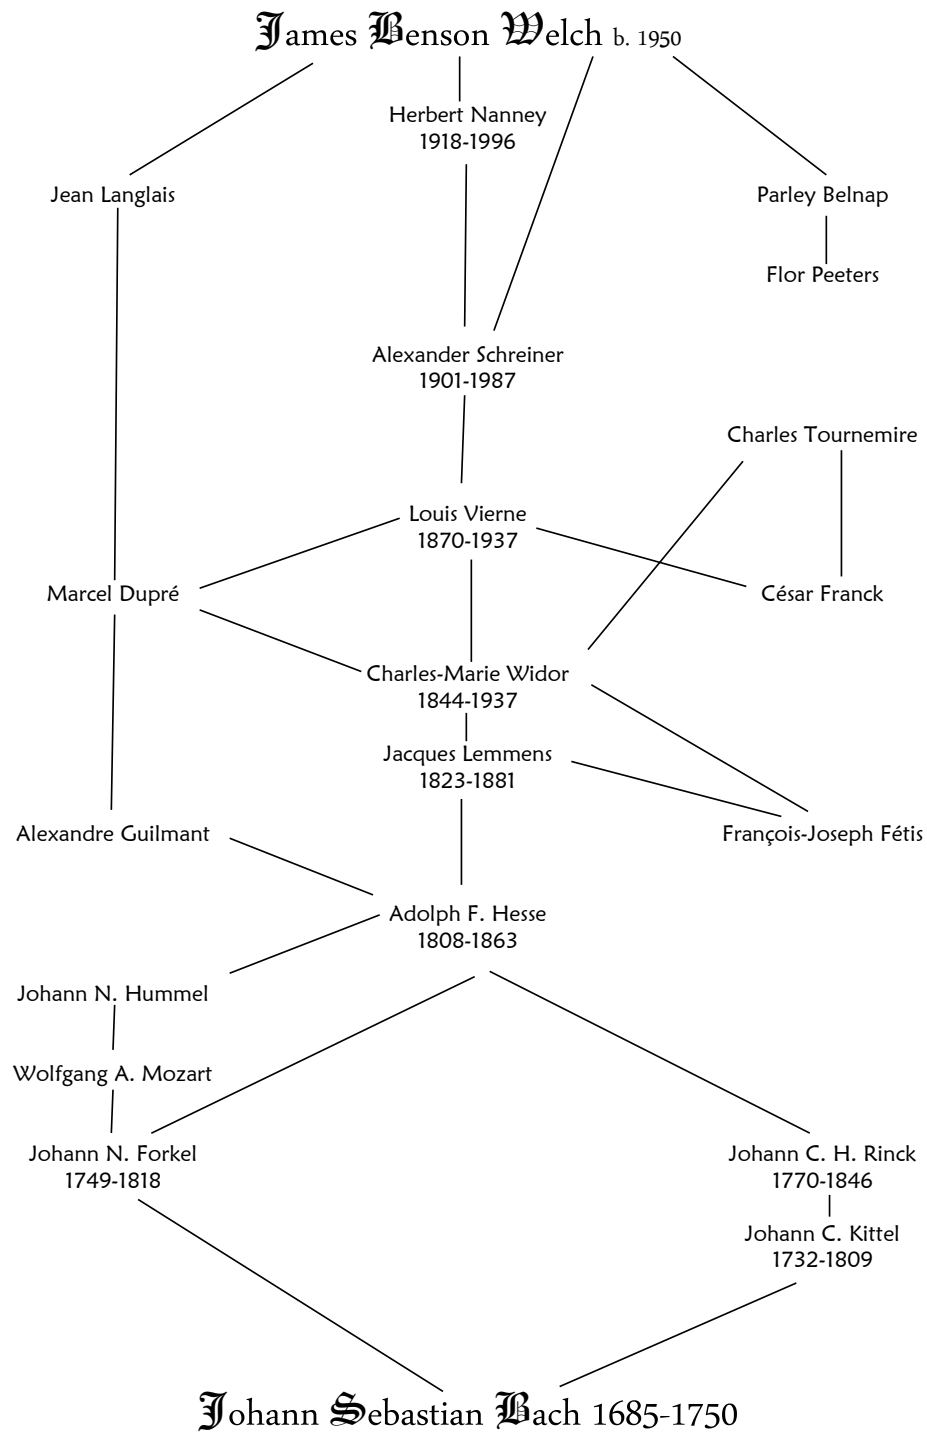 James Benson Welch b. 1950
Herbert Nanney
1918-1996
Jean Langlais
Parley Belnap
Flor Peeters
Alexander Schreiner
1901-1987
Charles Tournemire
Louis Vierne
1870-1937
Marcel Dupré
César Franck
Charles-Marie Widor
1844-1937
Jacques Lemmens
1823-1881
Alexandre Guilmant
François-Joseph Fétis
Adolph F. Hesse
1808-1863
Johann N. Hummel
Wolfgang A. Mozart
Johann N. Forkel
1749-1818
Johann C. H. Rinck
1770-1846
Johann C. Kittel
1732-1809
Johann Sebastian Bach 1685-1750